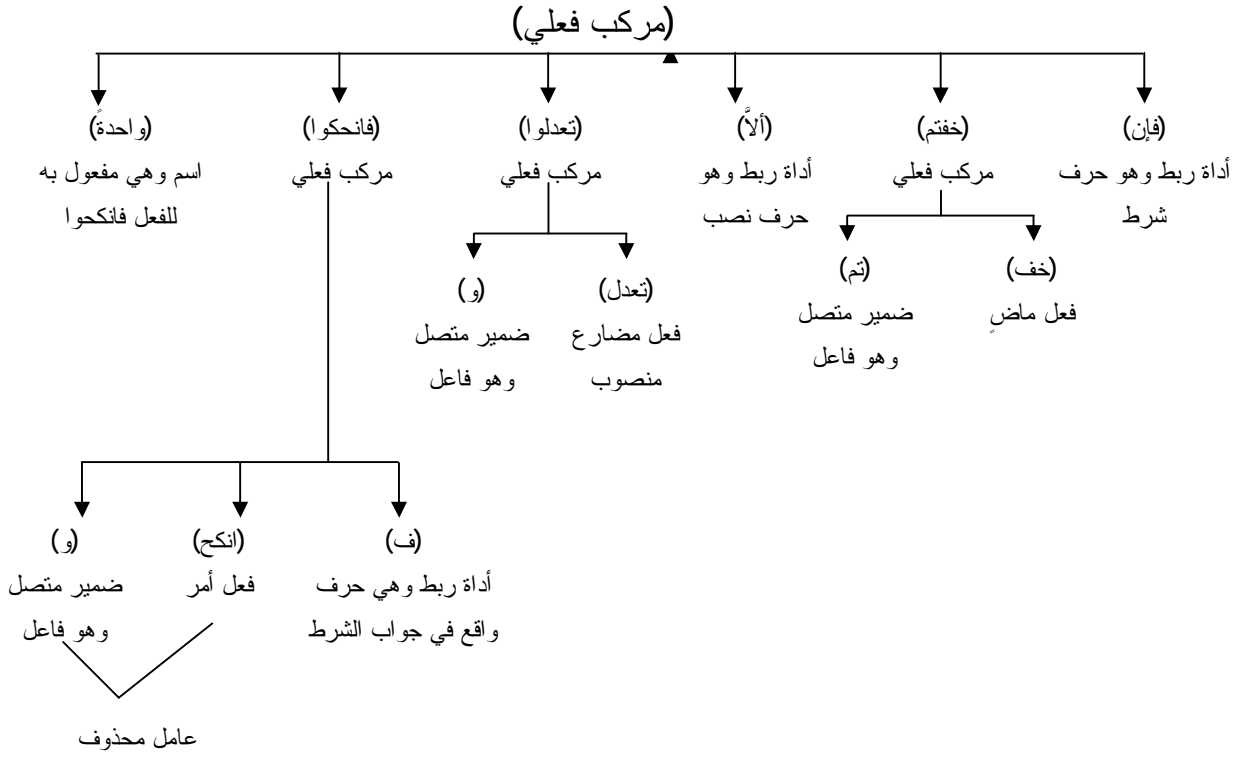 (مركب فعلي)
(فإن) (خفتم) (ألاَّ) (تعدلوا) (فانحكوا) (واحدةً)
أداة ربط وهو حرف مركب فعلي أداة ربط وهو مركب فعلي مركب فعلي اسم وهي مفعول به
شرط حرف نصب للفعل فانكحوا
(خف) (تم) (تعدل) (و)
فعل ماضٍ ضمير متصل فعل مضارع ضمير متصل
وهو فاعل منصوب وهو فاعل
(ف) (انكح) (و)
أداة ربط وهي حرف فعل أمر ضمير متصل
واقع في جواب الشرط وهو فاعل
عامل محذوف